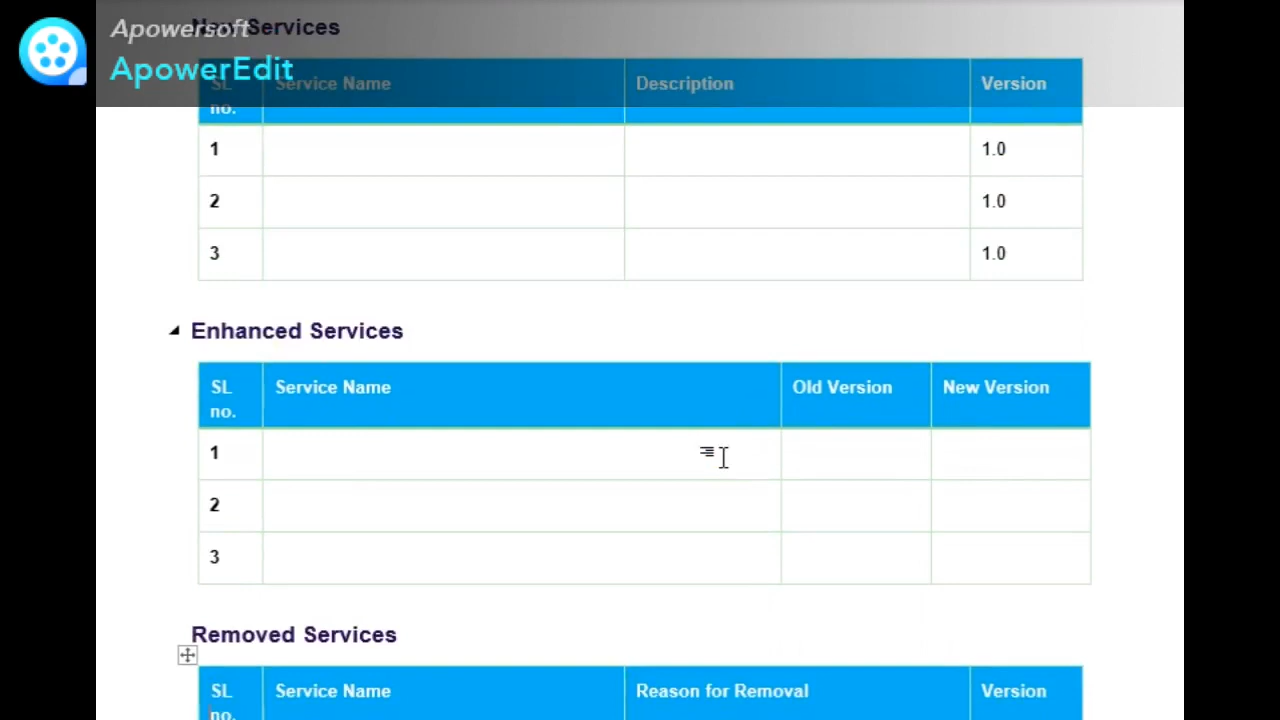 New Services
Apowersoft
ApowerEdit
SL no. Service Name Description Version
1 1.0
2 1.0
3 1.0
Enhanced Services
SL no. Service Name Old Version New Version
1
2
3
Removed Services
SL no. Service Name Reason for Removal Version